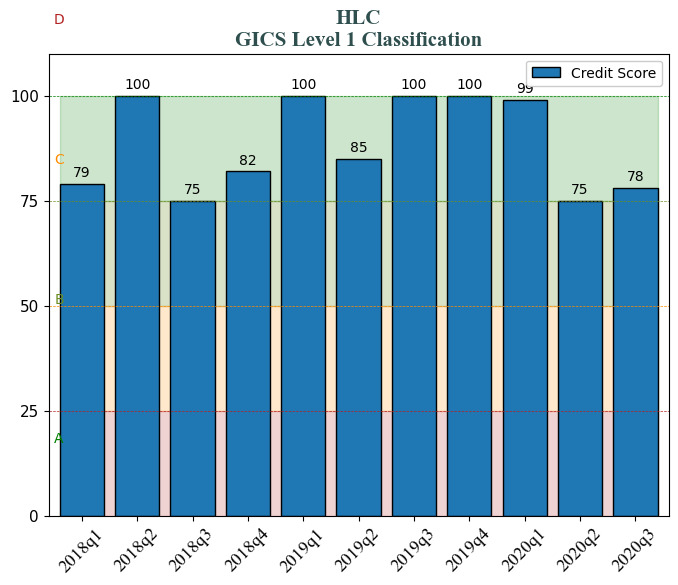 D
HLC
GICS Level 1 Classification
Credit Score
100
100
100
100
100
99
C
79
82
85
78
75
75
75
50
B
25
A
0
2018q1
2018q2
2018q3
2018q4
2019q1
2019q2
2019q3
2019q4
2020q1
2020q2
2020q3